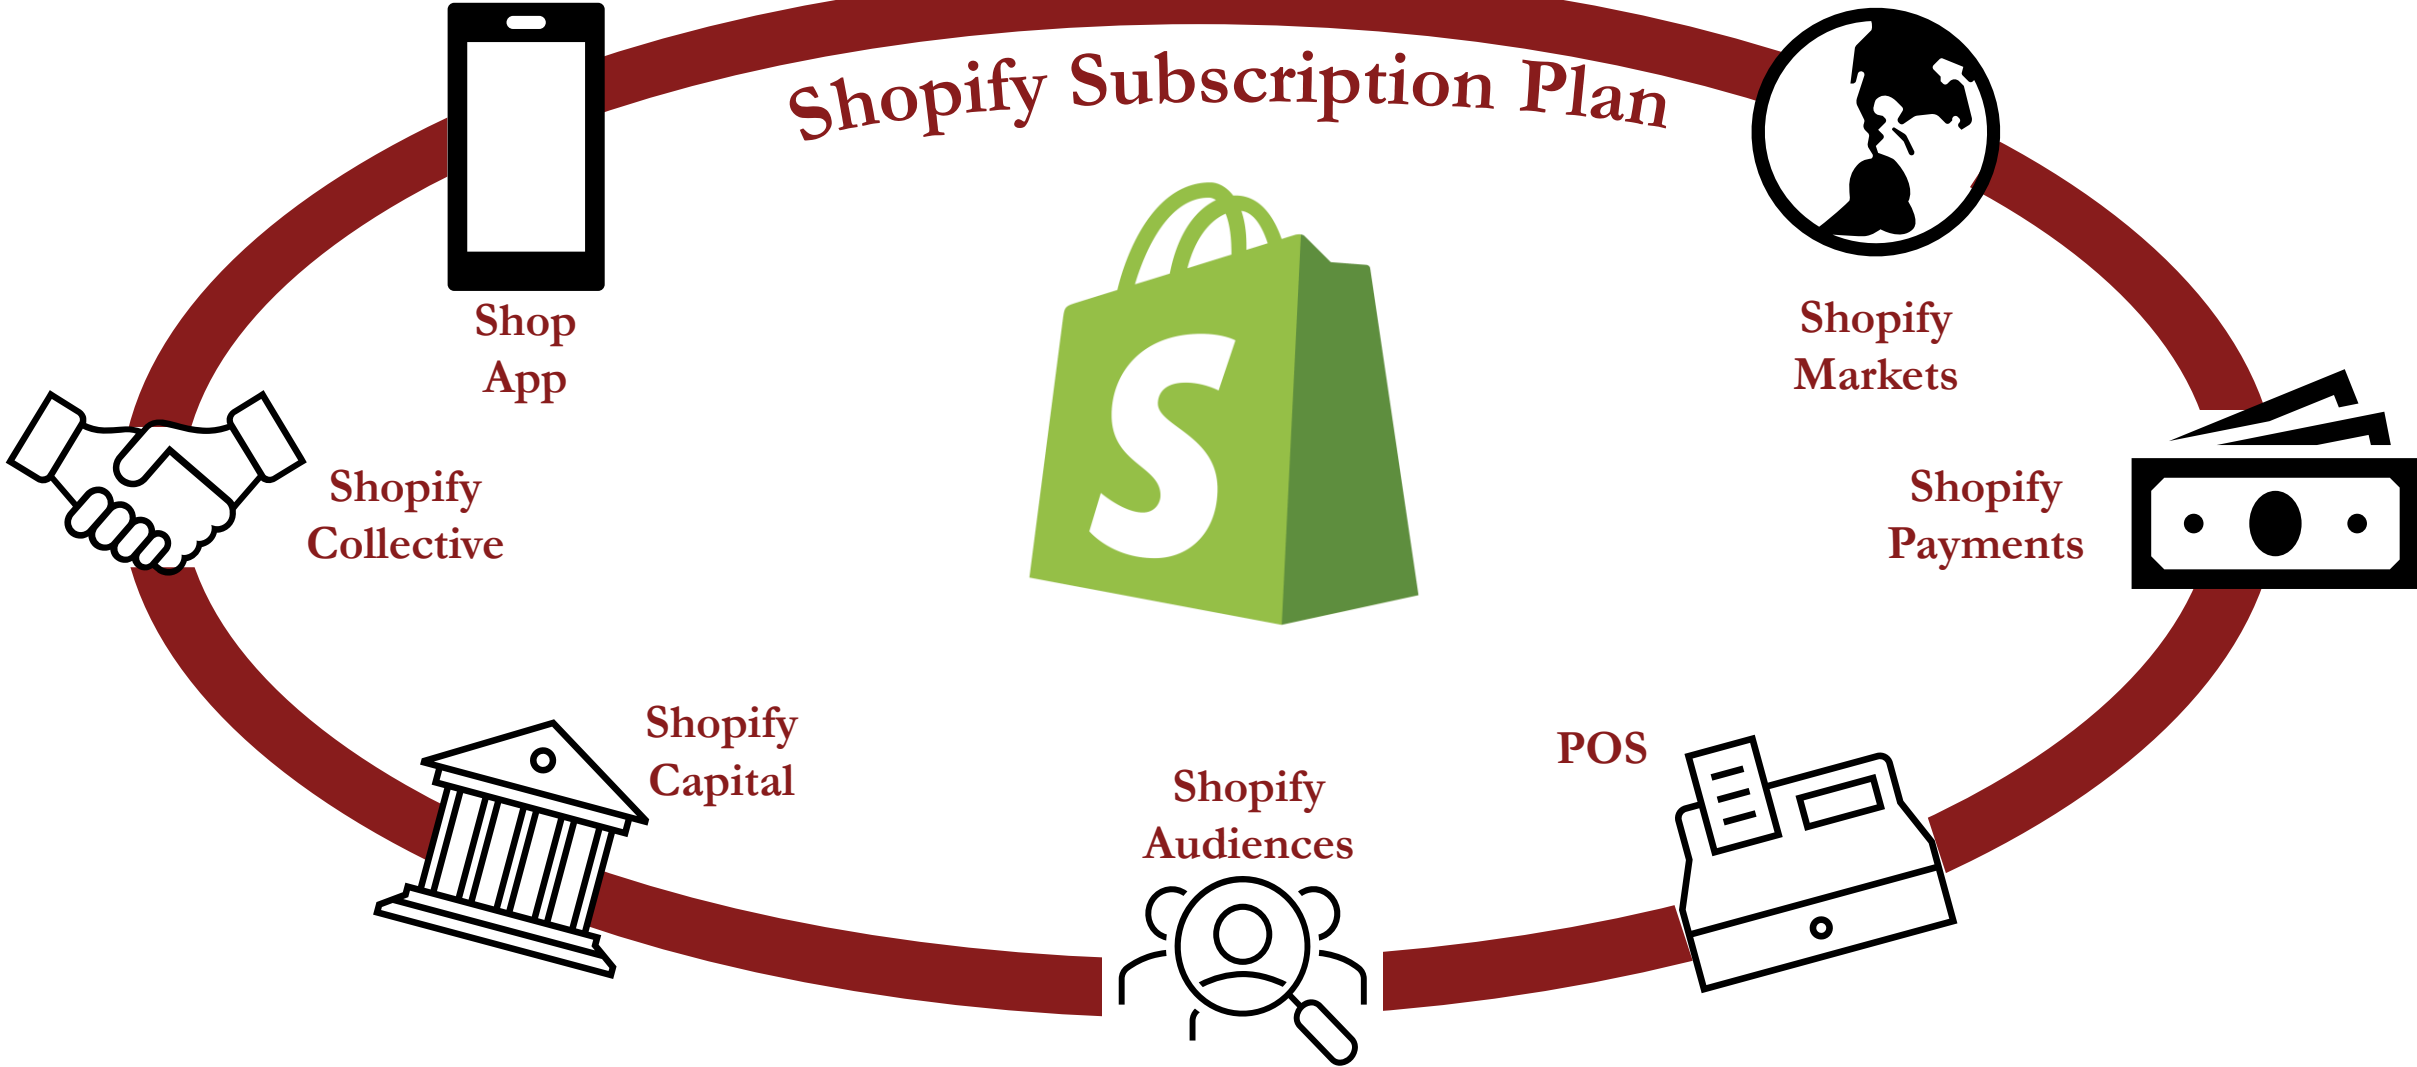 Shopify Subscription Plan
Shop
App
Shopify
Markets
Shopify
Collective
Shopify
Payments
Shopify
Capital
POS
Shopify
Audiences
S